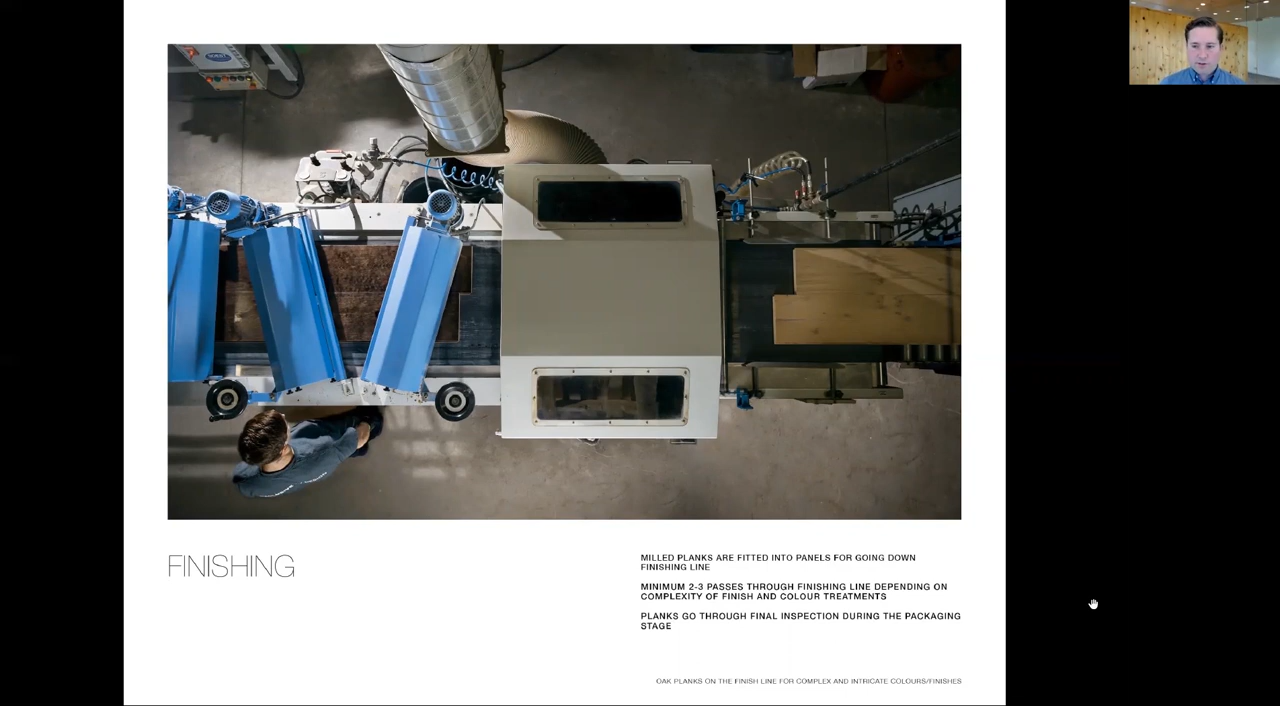 FINISHING
MILLED PLANKS ARE FITTED INTO PANELS FOR GOING DOWN
FINISHING LINE
MINIMUM 2-3 PASSES THROUGH FINISHING LINE DEPENDING ON
COMPLEXITY OF FINISH AND COLOUR TREATMENTS
PLANKS GO THROUGH FINAL INSPECTION DURING THE PACKAGING
STAGE
OAK PLANKS ON THE FINISH LINE FOR COMPLEX AND INTRICATE COLOURS/FINISHES